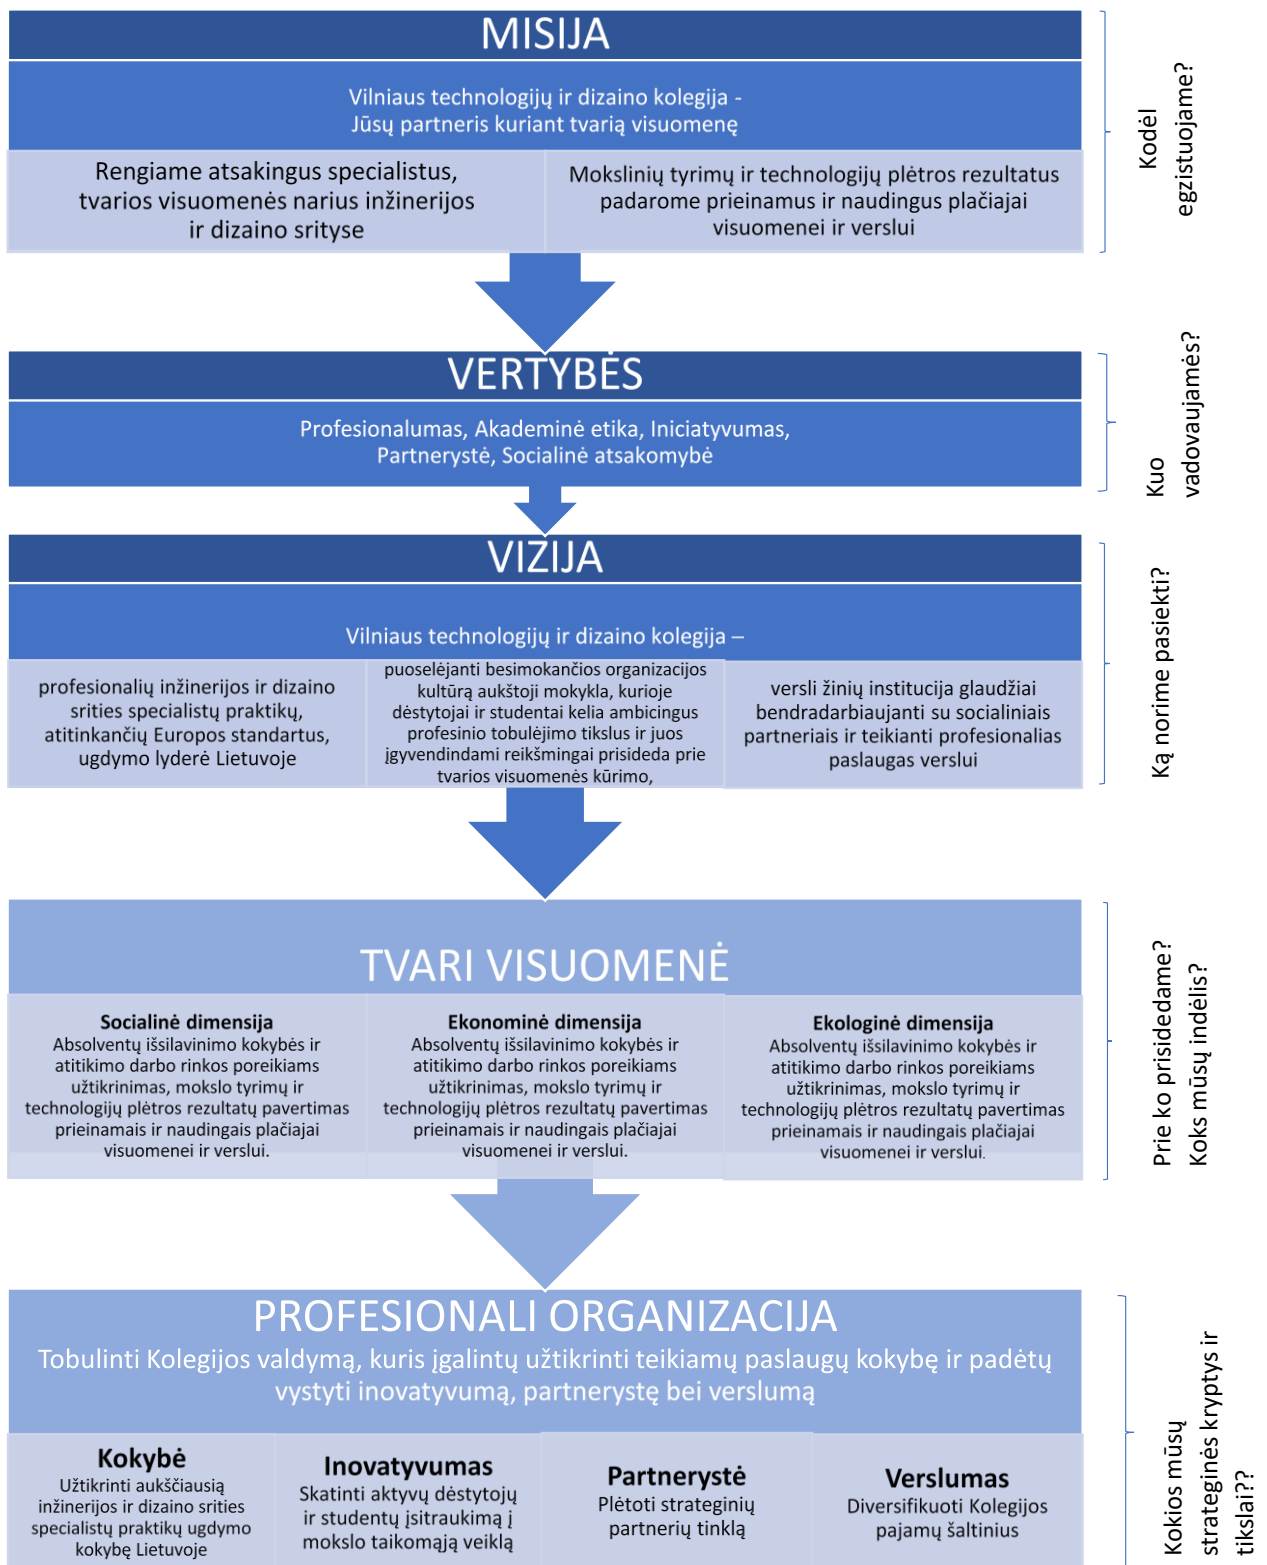 MISIJA
Vilniaus technologijų ir dizaino kolegija -
Jūsų partneris kuriant tvarią visuomenę
Rengiame atsakingus specialistus,
tvarios visuomenės narius inžinerijos
ir dizaino srityse
Mokslinių tyrimų ir technologijų plėtros rezultatus
padarome prieinamus ir naudingus plačiajai
visuomenei ir verslui
Kodėl
egzistuojame?
VERTYBĖS
Profesionalumas, Akademinė etika, Iniciatyvumas,
Partnerystė, Socialinė atsakomybė
Kuo
vadovaujamės?
VIZIJA
Vilniaus technologijų ir dizaino kolegija –
profesionalių inžinerijos ir dizaino
srities specialistų praktikų,
atitinkančių Europos standartus,
ugdymo lyderė Lietuvoje
puoselėjanti besimokančios organizacijos
kultūrą aukštoji mokykla, kurioje
dėstytojai ir studentai kelia ambicingus
profesinio tobulėjimo tikslus ir juos
įgyvendindami reikšmingai prisideda prie
tvarios visuomenės kūrimo,
versli žinių institucija glaudžiai
bendradarbiaujanti su socialiniais
partneriais ir teikianti profesionalias
paslaugas verslui
Ką norime pasiekti?
TVARI VISUOMENĖ
Socialinė dimensija
Absolventų išsilavinimo kokybės ir
atitikimo darbo rinkos poreikiams
užtikrinimas, mokslo tyrimų ir
technologijų plėtros rezultatų pavertimas
prieinamais ir naudingais plačiajai
visuomenei ir verslui.
Ekonominė dimensija
Absolventų išsilavinimo kokybės ir
atitikimo darbo rinkos poreikiams
užtikrinimas, mokslo tyrimų ir
technologijų plėtros rezultatų pavertimas
prieinamais ir naudingais plačiajai
visuomenei ir verslui.
Ekologinė dimensija
Absolventų išsilavinimo kokybės ir
atitikimo darbo rinkos poreikiams
užtikrinimas, mokslo tyrimų ir
technologijų plėtros rezultatų pavertimas
prieinamais ir naudingais plačiajai
visuomenei ir verslui.
Prie ko prisidedame?
Koks mūsų indėlis?
PROFESIONALI ORGANIZACIJA
Tobulinti Kolegijos valdymą, kuris įgalintų užtikrinti teikiamų paslaugų kokybę ir padėtų
vystyti inovatyvumą, partnerystę bei verslumą
Kokybė
Užtikrinti aukščiausią
inžinerijos ir dizaino srities
specialistų praktikų ugdymo
kokybę Lietuvoje
Inovatyvumas
Skatinti aktyvų dėstytojų
ir studentų įsitraukimą į
mokslo taikomąją veiklą
Partnerystė
Plėtoti strateginių
partnerių tinklą
Verslumas
Diversifikuoti Kolegijos
pajamų šaltinius
Kokios mūsų
strateginės kryptys ir
tikslai??